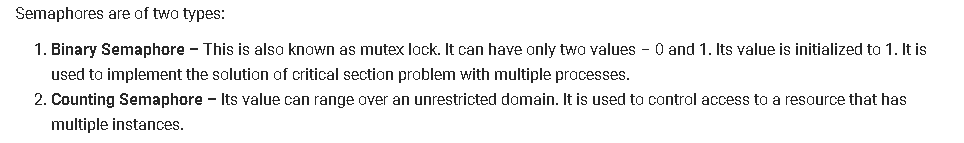 Semaphores are of two types:
1. Binary Semaphore – This is also known as mutex lock. It can have only two values – 0 and 1. Its value is initialized to 1. It is
used to implement the solution of critical section problem with multiple processes.
2. Counting Semaphore – Its value can range over an unrestricted domain. It is used to control access to a resource that has
multiple instances.